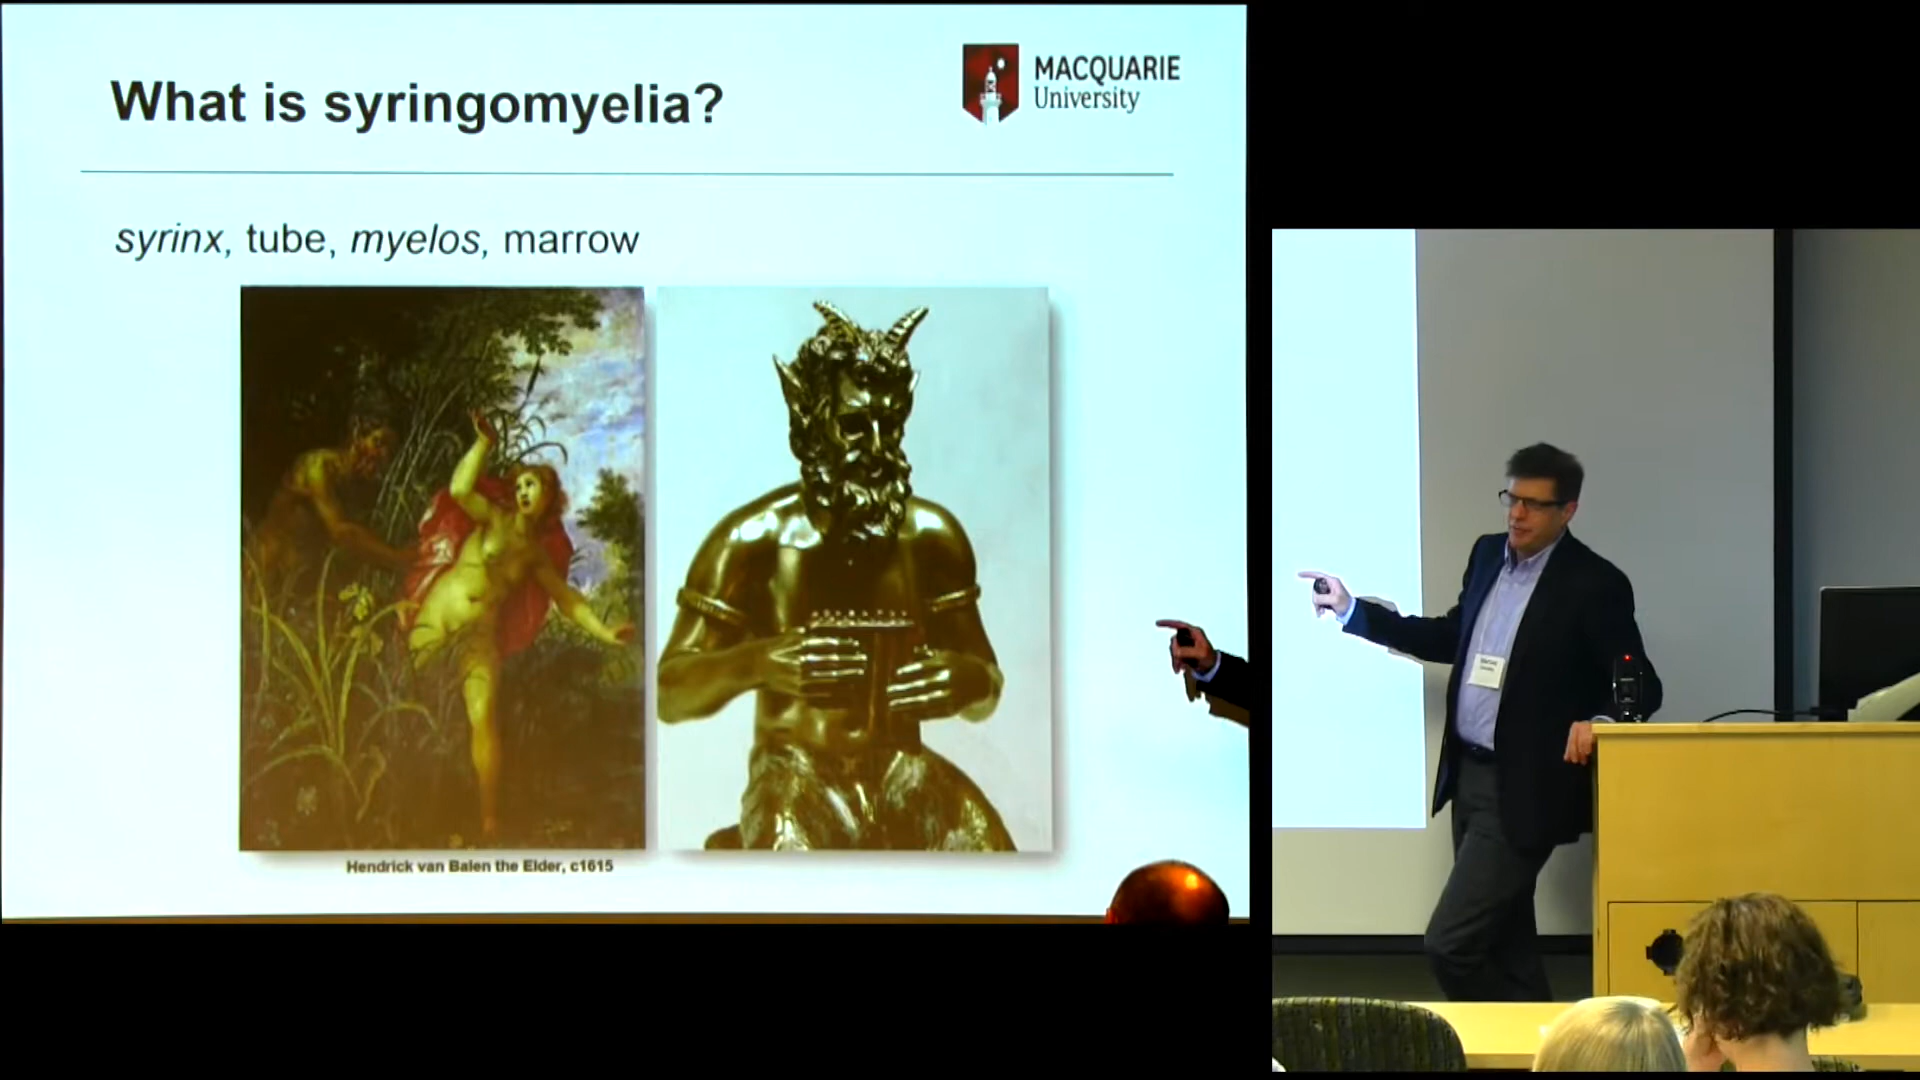 What is syringomyelia?
MACQUARIE
University
syrinx, tube, myelos, marrow
Hendrick van Balen the Elder, c1615